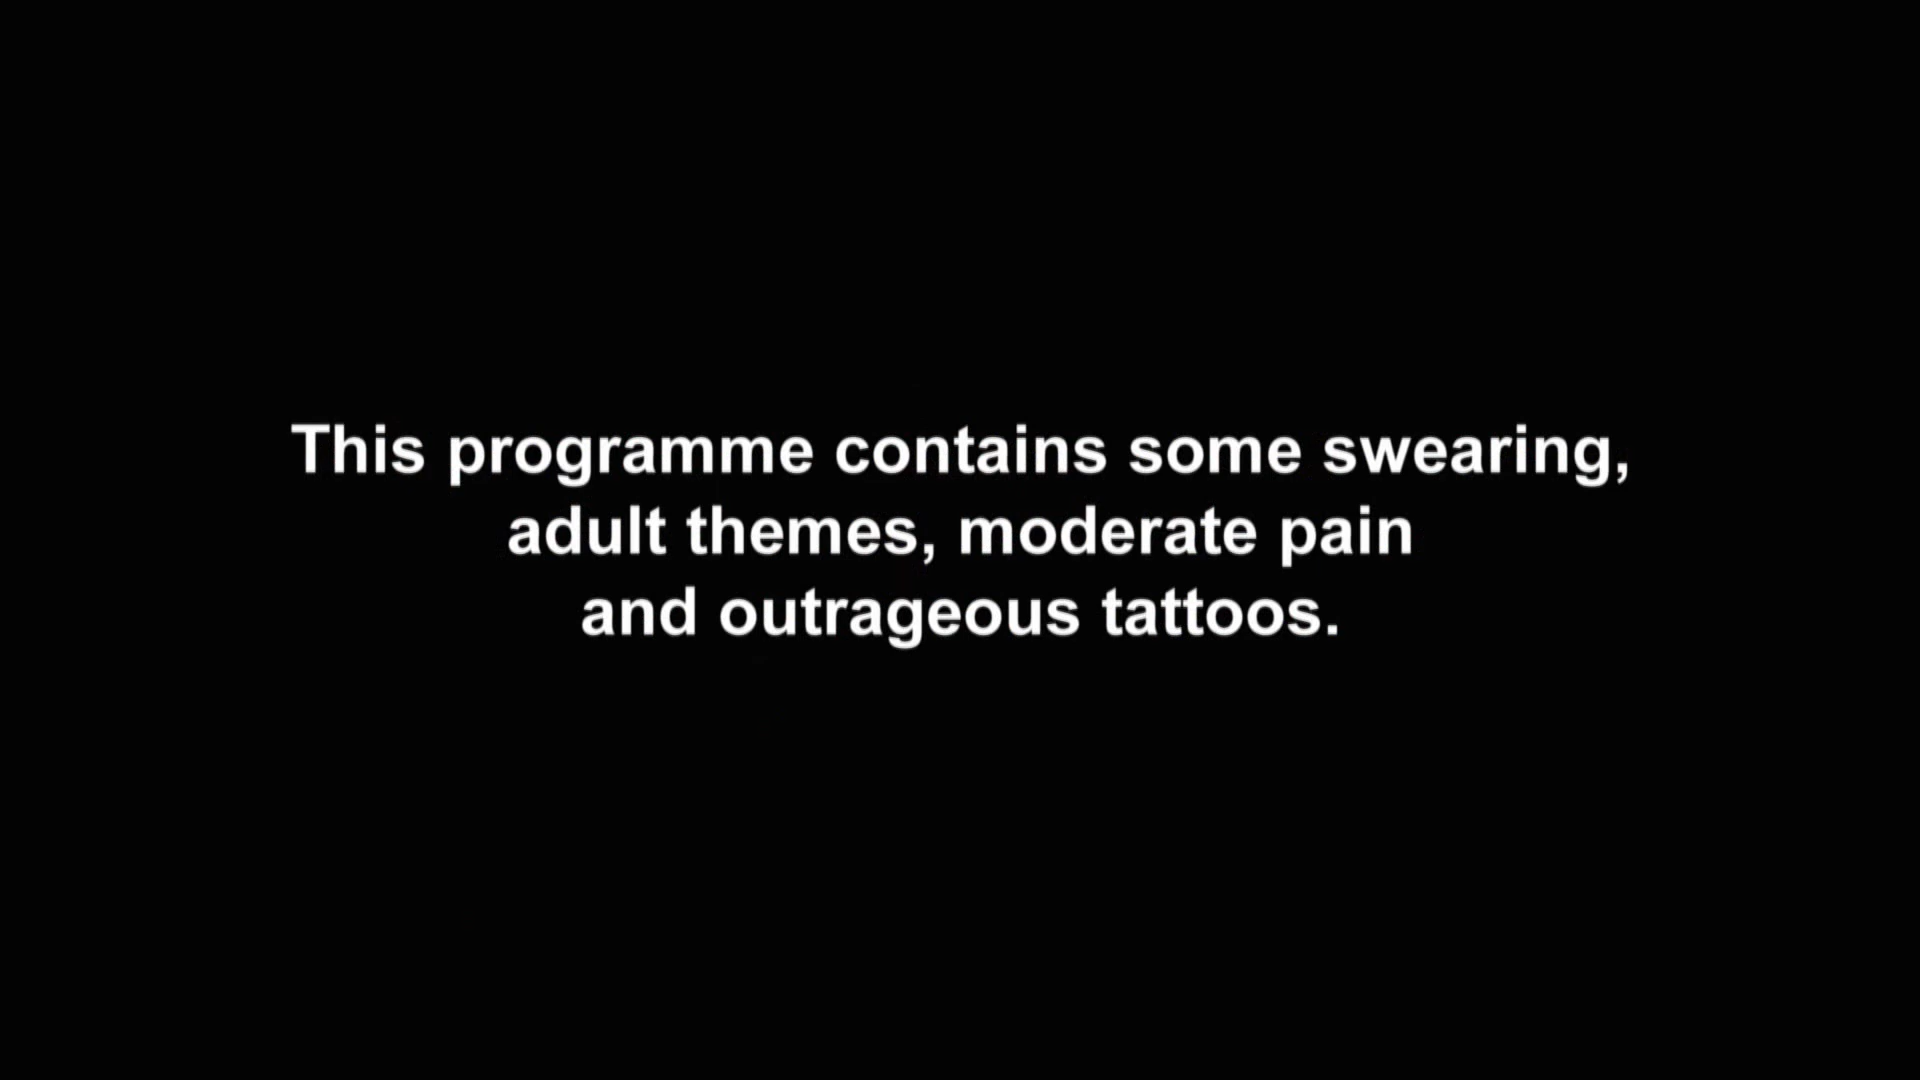 This programme contains some swearing,
adult themes, moderate pain
and outrageous tattoos.